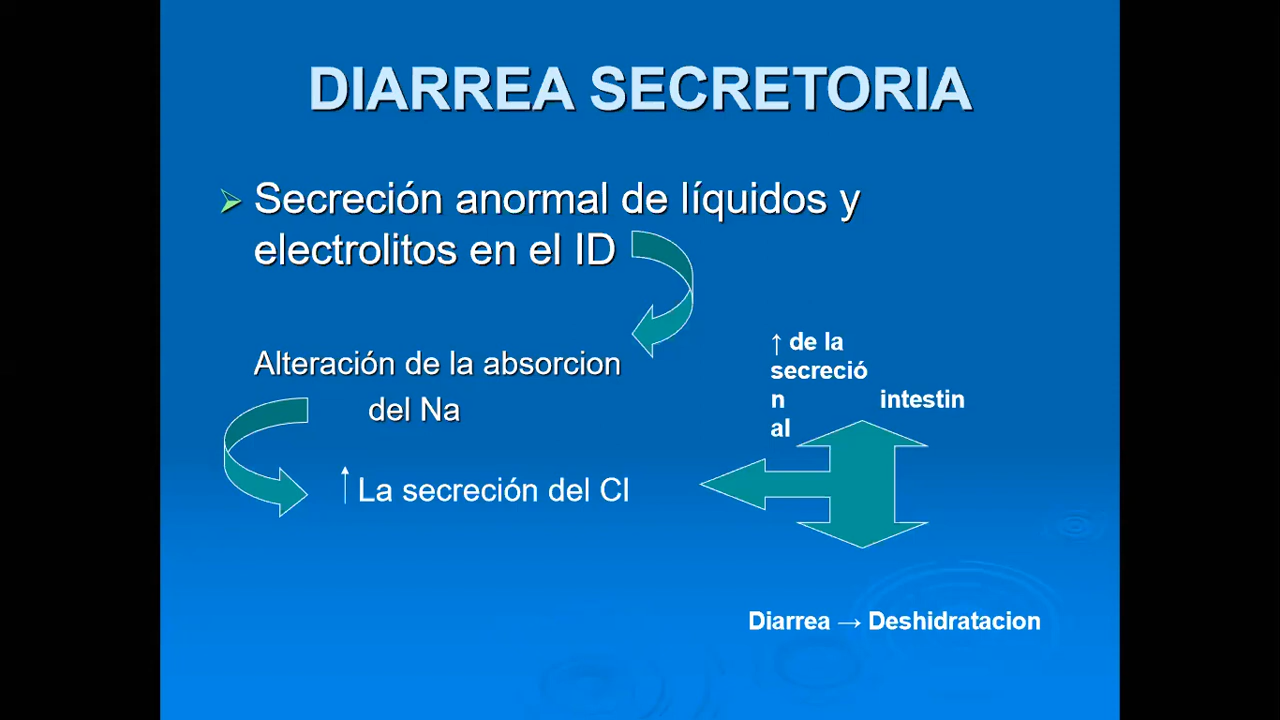 DIARREA SECRETORIA
Secreción anormal de líquidos y
electrolitos en el ID
Alteración de la absorcion
del Na
↑ La secreción del Cl
↑ de la
secreció
n intestin
al
Diarrea → Deshidratacion